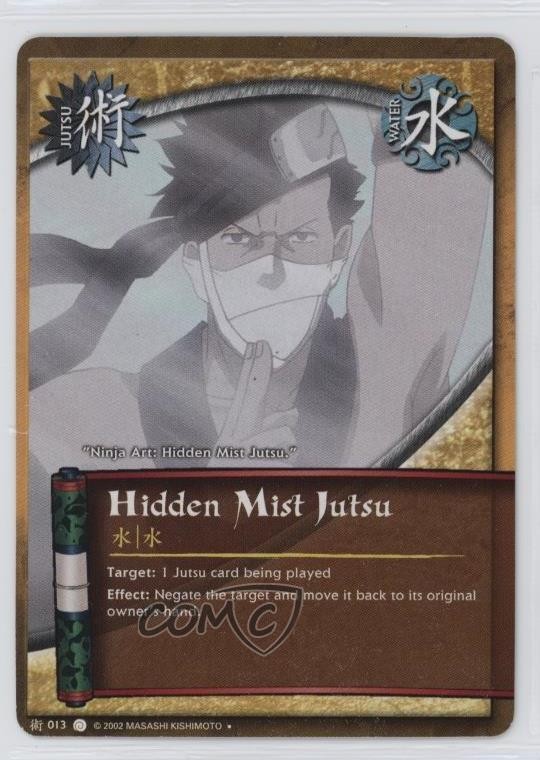 JUTSU
術
WATER
水
"Ninja Art: Hidden Mist Jutsu."
Hidden Mist Jutsu
水|水
Target: 1 Jutsu card being played
Effect: Negate the target and move it back to its original
owner's hand.
COMC
術 013 © 2002 MASASHI KISHIMOTO